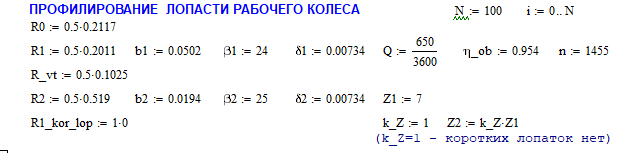 ПРОФИЛИРОВАНИЕ ЛОПАСТИ РАБОЧЕГО КОЛЕСА N := 100 i := 0.. N
R0 := 0.5·0.2117
R1 := 0.5·0.2011 b1 := 0.0502 β1 := 24 δ1 := 0.00734 Q := 650/3600 η_ob := 0.954 n := 1455
R_vt := 0.5·0.1025
R2 := 0.5·0.519 b2 := 0.0194 β2 := 25 δ2 := 0.00734 Z1 := 7
R1_kor_lop := 1·0 k_Z := 1 Z2 := k_Z·Z1
(k_Z=1 - коротких лопаток нет)